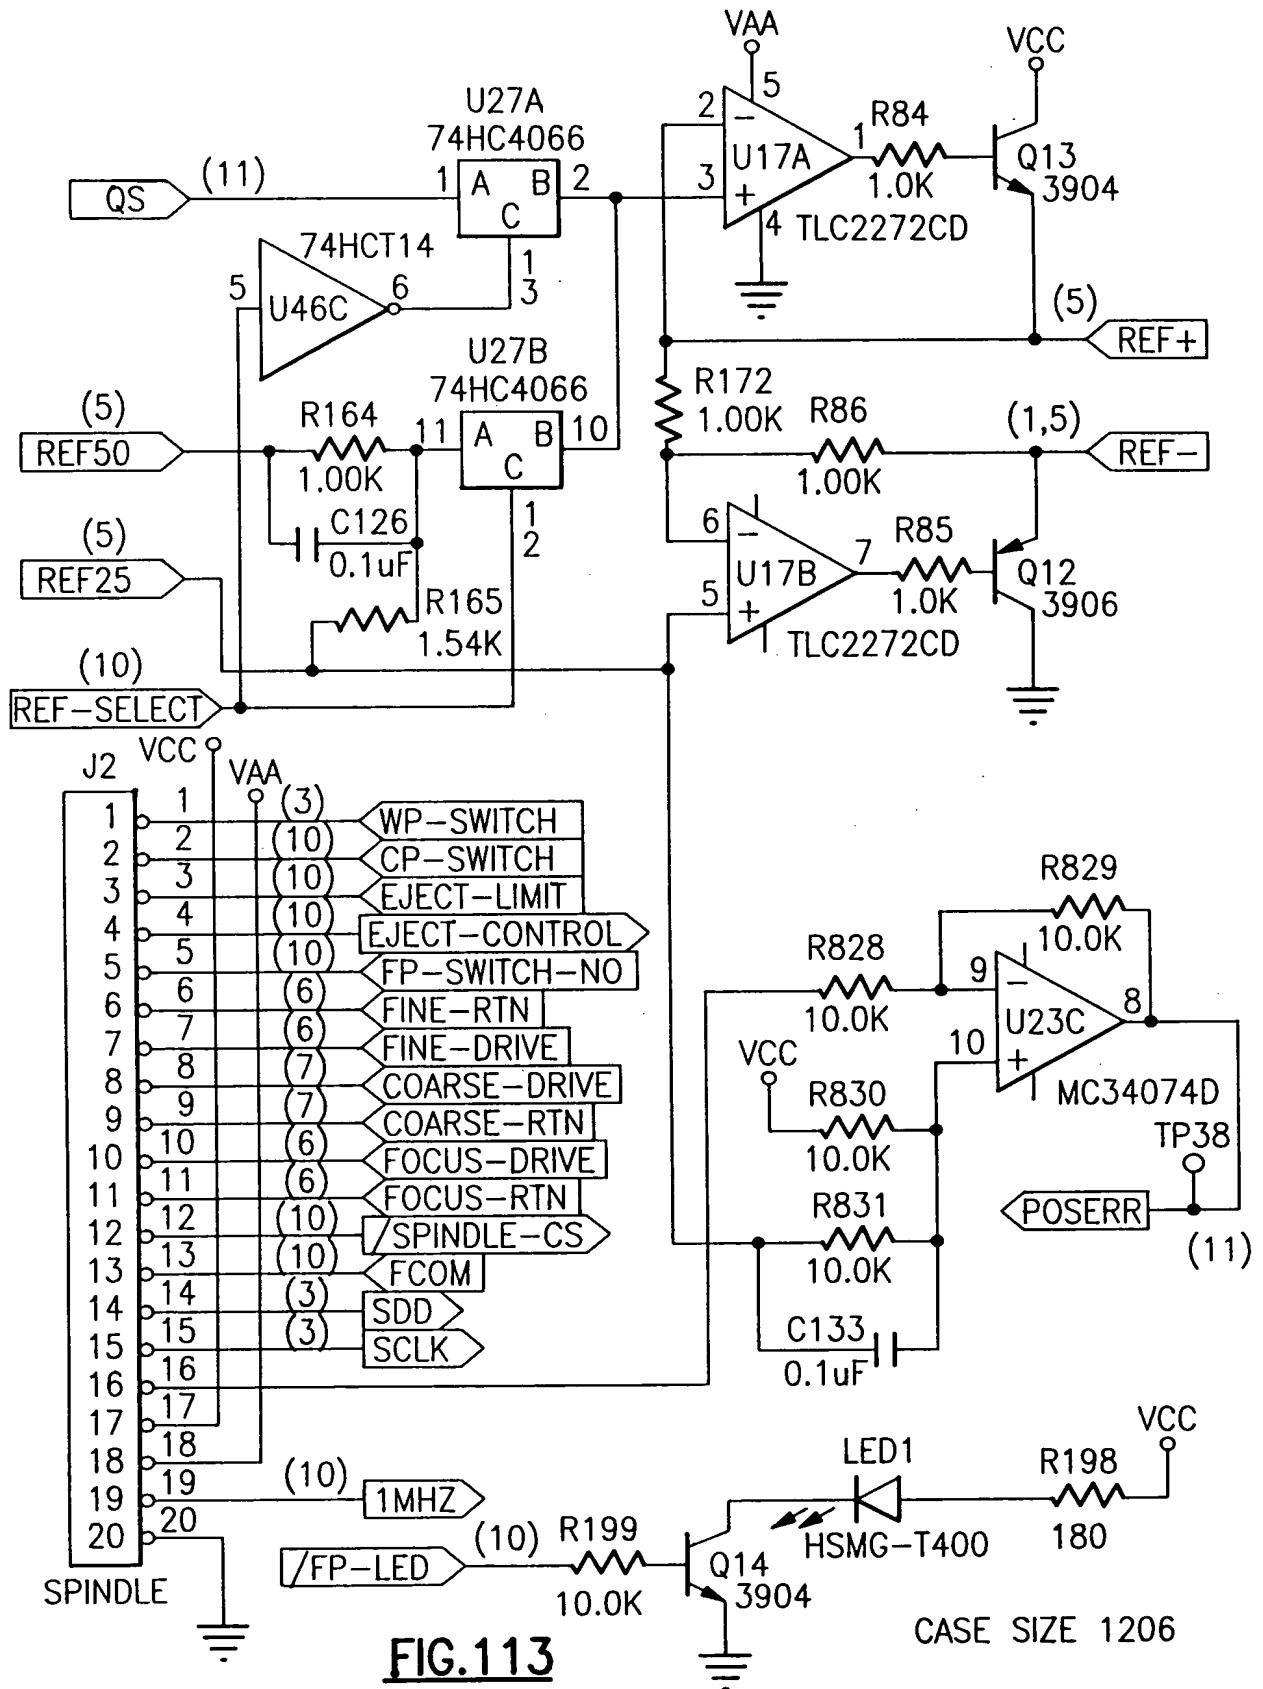 VAA
VCC
5
U27A
74HC4066
2
−
U17A
1
R84
1.0K
Q13
3904
QS
(11)
1
A
B
C
2
3
+
4
TLC2272CD
74HCT14
5
U46C
6
1
3
(5)
REF+
U27B
74HC4066
R172
1.00K
R86
1.00K
(1,5)
REF−
(5)
REF50
R164
1.00K
11
A
B
C
10
C126
0.1uF
1
2
6
−
U17B
7
R85
1.0K
Q12
3906
(5)
REF25
5
+
TLC2272CD
R165
1.54K
(10)
REF−SELECT
VCC
VAA
J2
1 1 (3) WP−SWITCH
2 2 (10) CP−SWITCH
3 3 (10) EJECT−LIMIT
4 4 (10) EJECT−CONTROL
5 5 (10) FP−SWITCH−NO
6 6 (6) FINE−RTN
7 7 (6) FINE−DRIVE
8 8 (7) COARSE−DRIVE
9 9 (7) COARSE−RTN
10 10 (6) FOCUS−DRIVE
11 11 (6) FOCUS−RTN
12 12 (10) /SPINDLE−CS
13 13 (10) FCOM
14 14 (3) SDD
15 15 (3) SCLK
16 16
17 17
18 18
19 19 (10) 1MHZ
20 20
SPINDLE
R829
10.0K
R828
10.0K
9
−
U23C
8
10
+
MC34074D
VCC
R830
10.0K
TP38
POSERR
(11)
R831
10.0K
C133
0.1uF
VCC
LED1
HSMG−T400
R198
180
/FP−LED
(10)
R199
10.0K
Q14
3904
CASE SIZE 1206
FIG.113